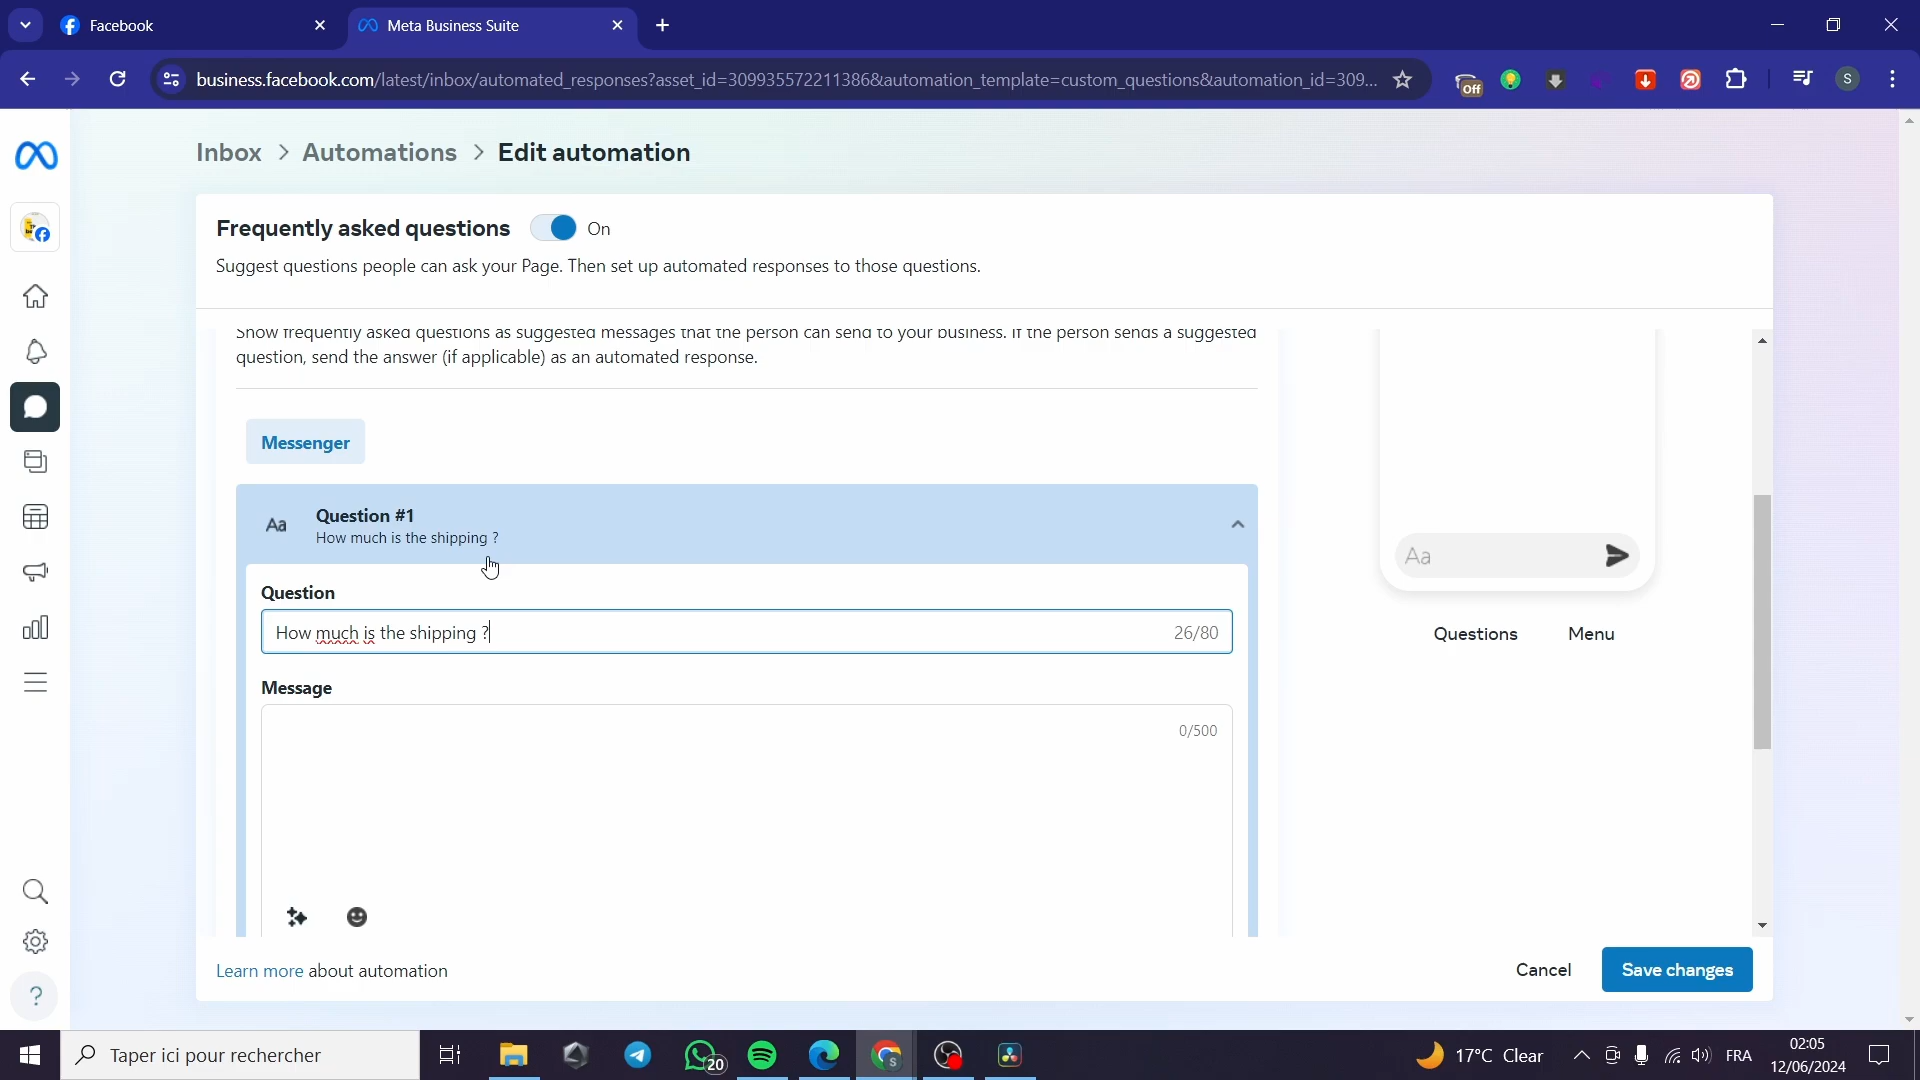 Facebook
Meta Business Suite
business.facebook.com/latest/inbox/automated_responses?asset_id=309935572211386&automation_template=custom_questions&automation_id=309...
Off
S
Inbox > Automations > Edit automation
Frequently asked questions On
Suggest questions people can ask your Page. Then set up automated responses to those questions.
Show frequently asked questions as suggested messages that the person can send to your business. If the person sends a suggested
question, send the answer (if applicable) as an automated response.
Messenger
Aa
Question #1
How much is the shipping ?
Question
How much is the shipping ? 26/80
Message
0/500
Aa
Questions Menu
Learn more about automation
Cancel
Save changes
Taper ici pour rechercher
20
S
17°C Clear
FRA
02:05
12/06/2024